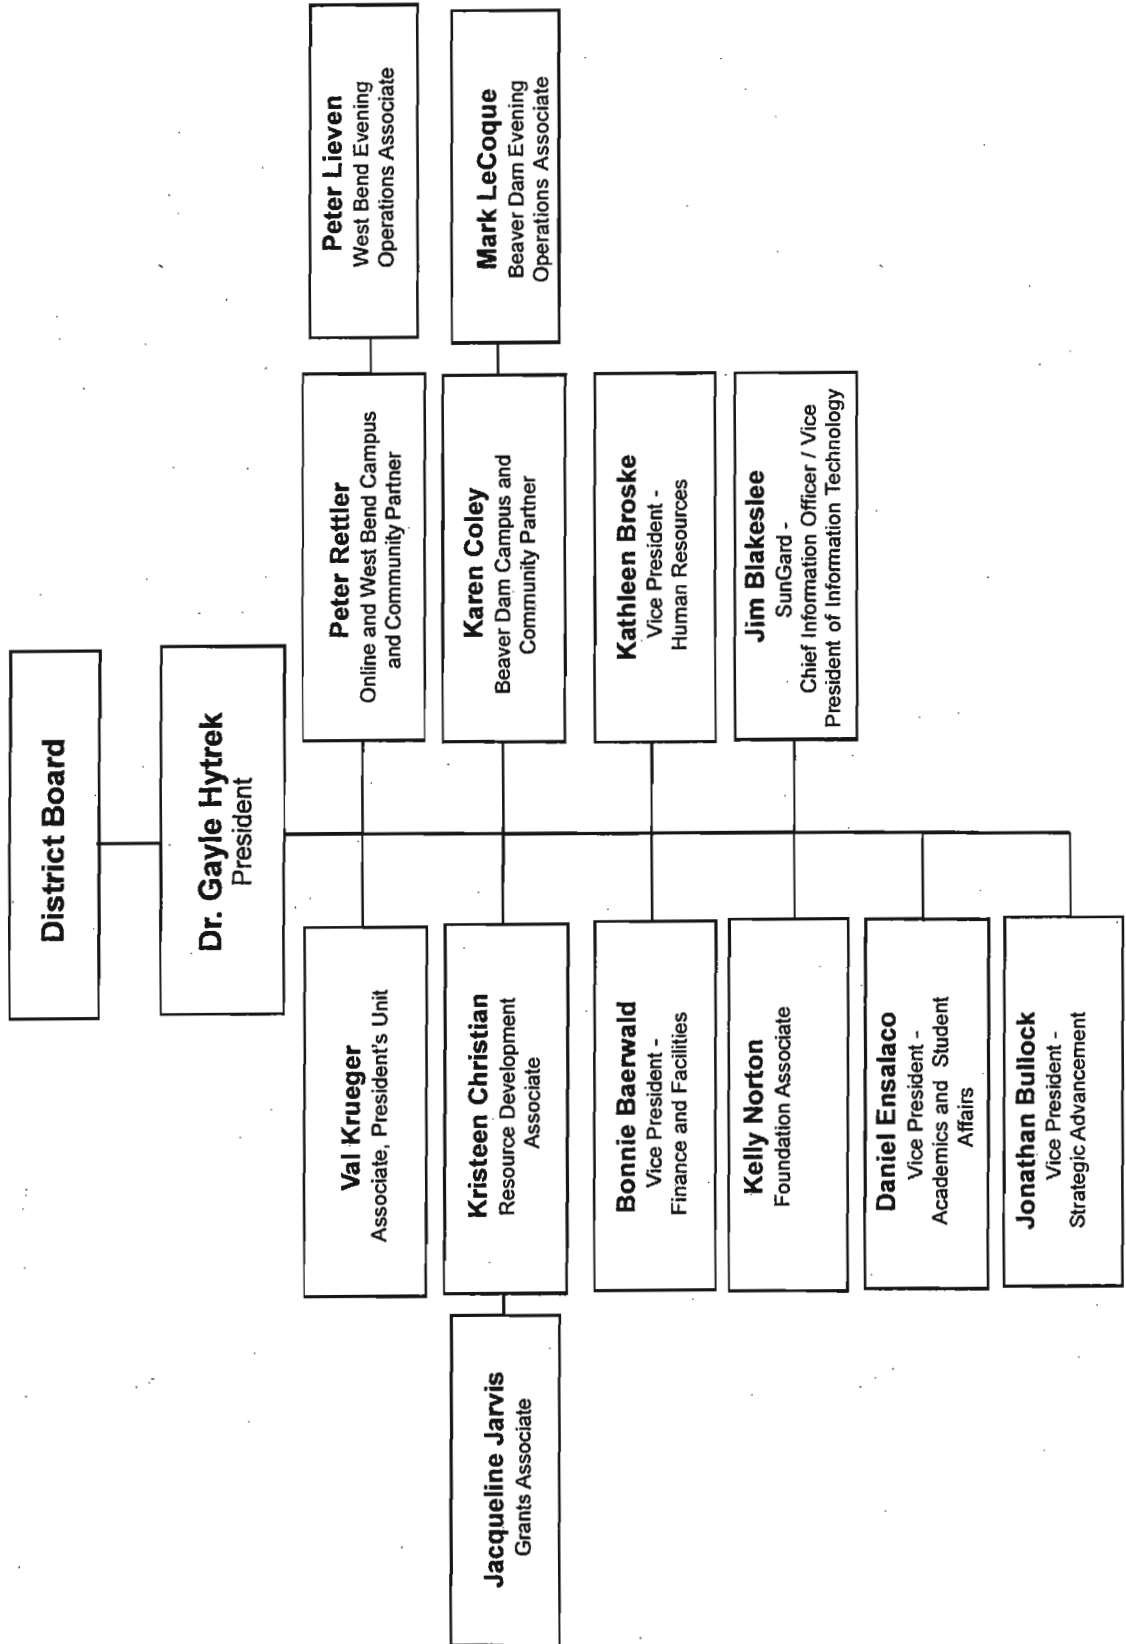 District Board
Dr. Gayle Hytrek
President
Val Krueger
Associate, President's Unit
Peter Rettler
Online and West Bend Campus
and Community Partner
Peter Lieven
West Bend Evening
Operations Associate
Jacqueline Jarvis
Grants Associate
Kristeen Christian
Resource Development
Associate
Karen Coley
Beaver Dam Campus and
Community Partner
Mark LeCoque
Beaver Dam Evening
Operations Associate
Bonnie Baerwald
Vice President -
Finance and Facilities
Kathleen Broske
Vice President -
Human Resources
Kelly Norton
Foundation Associate
Jim Blakeslee
SunGard -
Chief Information Officer / Vice
President of Information Technology
Daniel Ensalaco
Vice President -
Academics and Student
Affairs
Jonathan Bullock
Vice President -
Strategic Advancement